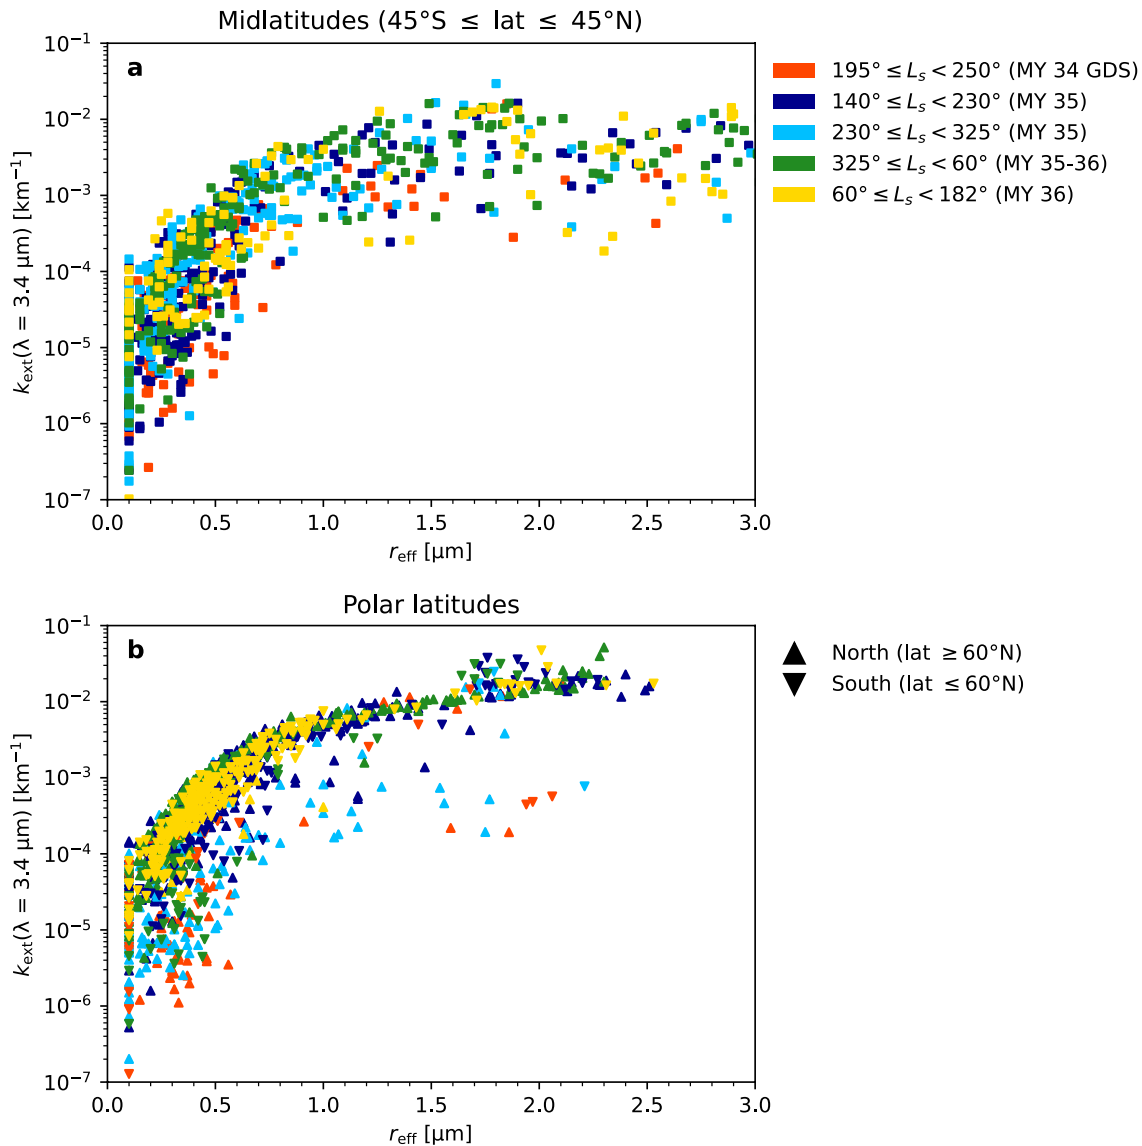 Midlatitudes (45°S ≤ lat ≤ 45°N)
a
10⁻¹
10⁻²
10⁻³
10⁻⁴
10⁻⁵
10⁻⁶
10⁻⁷
k_ext(λ = 3.4 μm) [km⁻¹]
0.0 0.5 1.0 1.5 2.0 2.5 3.0
r_eff [μm]
195° ≤ L_s < 250° (MY 34 GDS)
140° ≤ L_s < 230° (MY 35)
230° ≤ L_s < 325° (MY 35)
325° ≤ L_s < 60° (MY 35-36)
60° ≤ L_s < 182° (MY 36)
Polar latitudes
b
10⁻¹
10⁻²
10⁻³
10⁻⁴
10⁻⁵
10⁻⁶
10⁻⁷
k_ext(λ = 3.4 μm) [km⁻¹]
0.0 0.5 1.0 1.5 2.0 2.5 3.0
r_eff [μm]
North (lat ≥ 60°N)
South (lat ≤ 60°N)